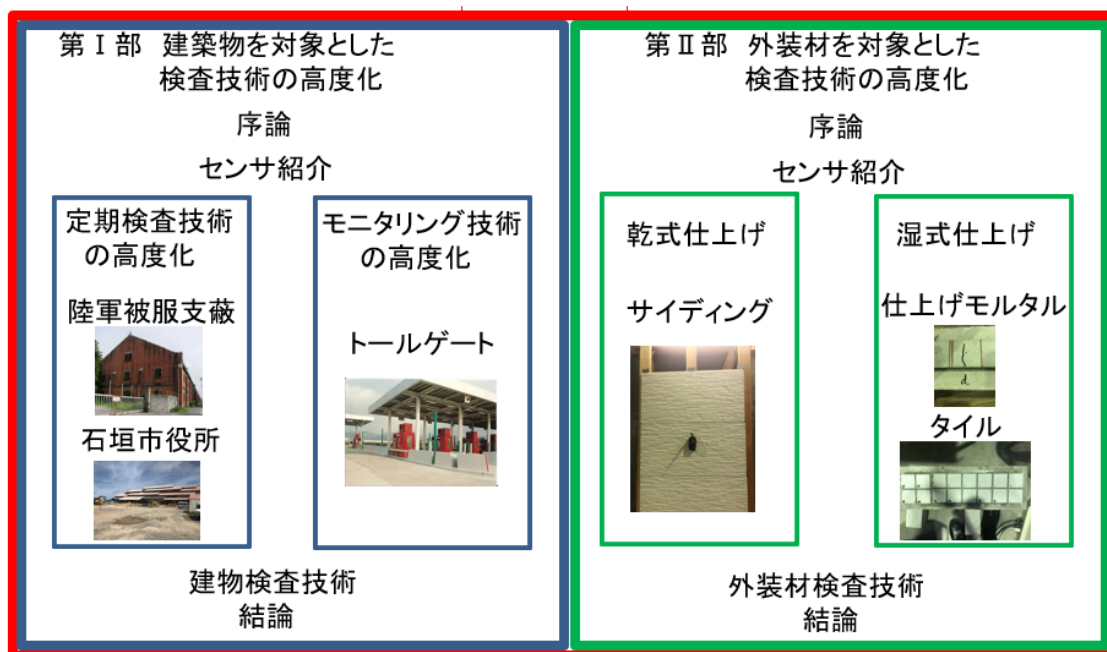 第Ⅰ部 建築物を対象とした
検査技術の高度化
序論
センサ紹介
定期検査技術
の高度化
陸軍被服支蔽
石垣市役所
モニタリング技術
の高度化
トールゲート
建物検査技術
結論
第Ⅱ部 外装材を対象とした
検査技術の高度化
序論
センサ紹介
乾式仕上げ
サイディング
湿式仕上げ
仕上げモルタル
d
タイル
外装材検査技術
結論